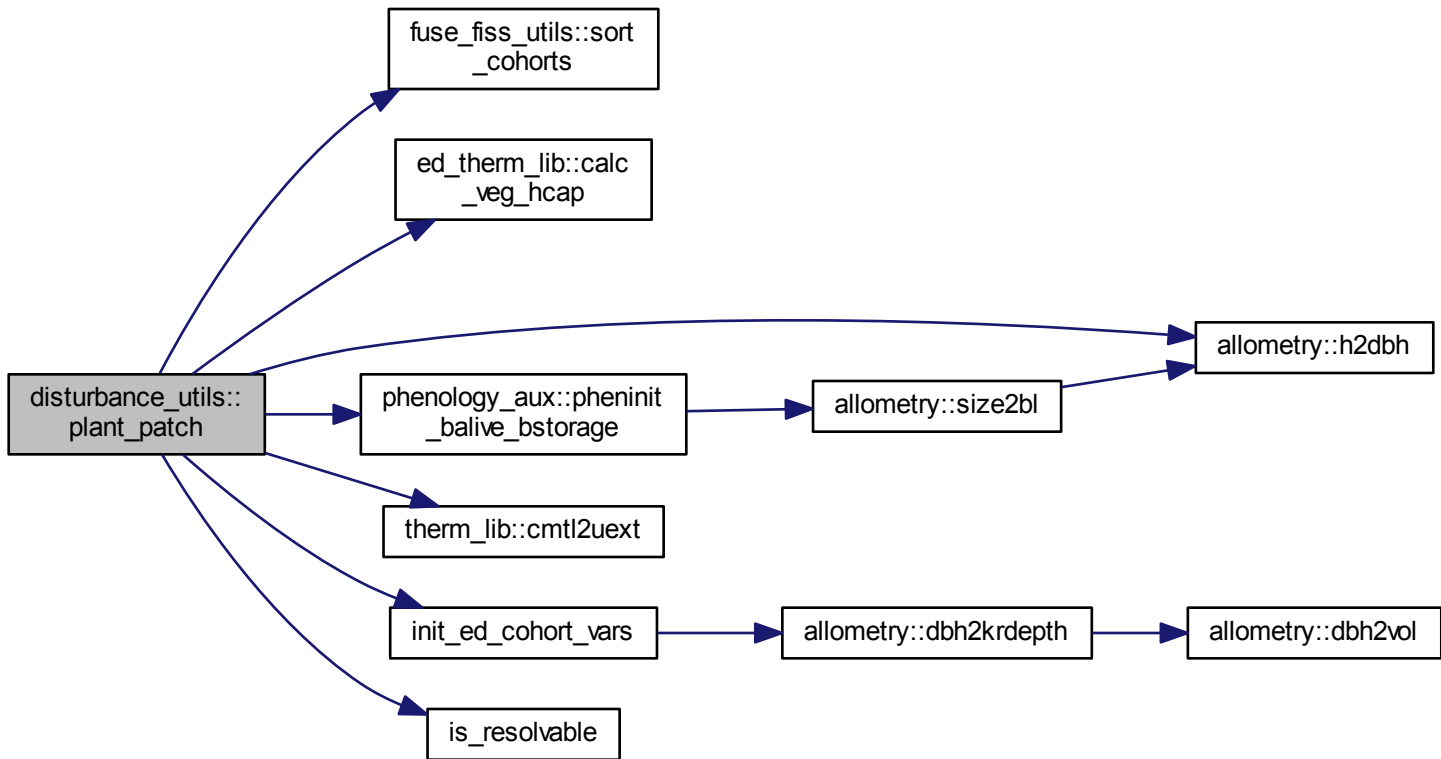 fuse_fiss_utils::sort
_cohorts
ed_therm_lib::calc
_veg_hcap
allometry::h2dbh
disturbance_utils::
plant_patch
phenology_aux::pheninit
_balive_bstorage
allometry::size2bl
therm_lib::cmtl2uext
init_ed_cohort_vars
allometry::dbh2krdepth
allometry::dbh2vol
is_resolvable